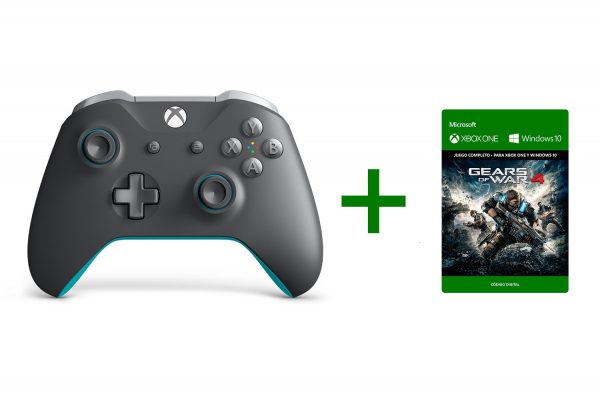 Y
X
B
A
Microsoft
XBOX ONE
Windows 10
JUEGO COMPLETO • PARA XBOX ONE Y WINDOWS 10
GEARS
OF WAR 4
CÓDIGO DIGITAL